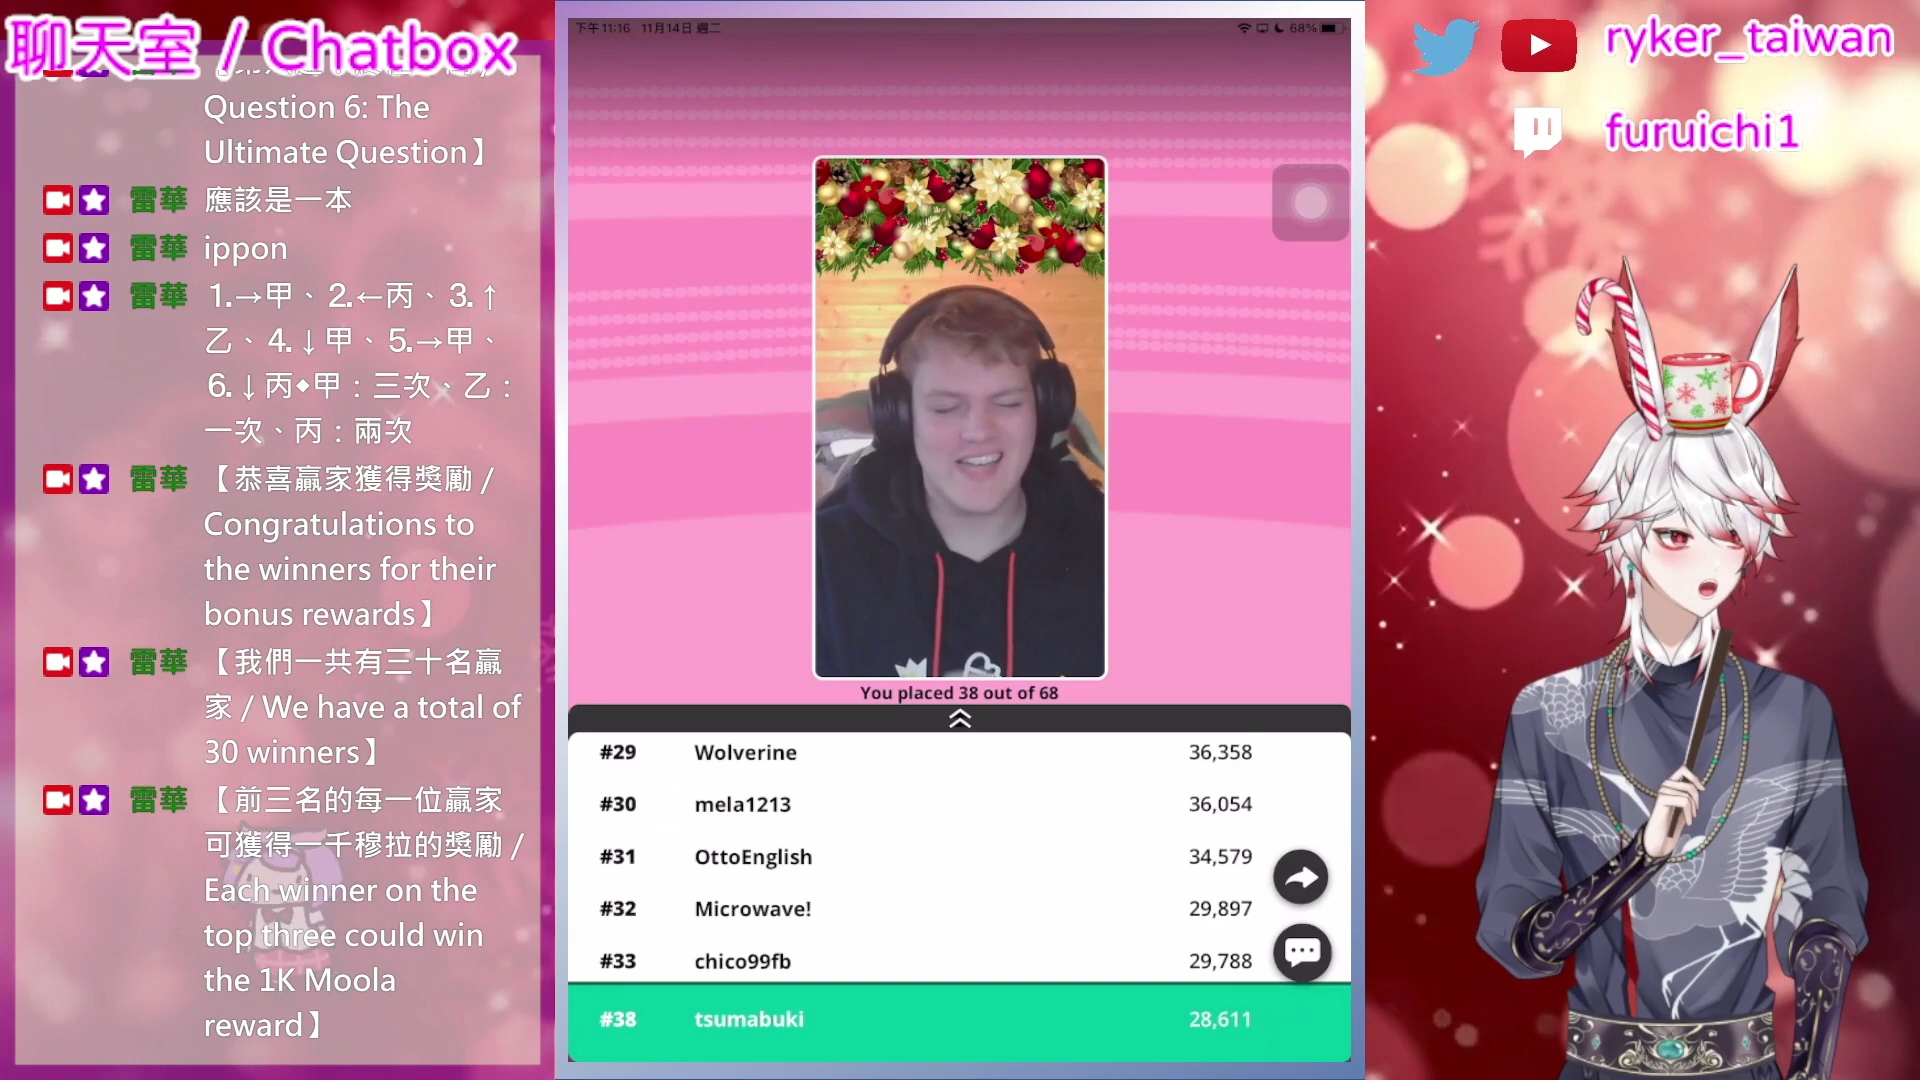 聊天室 / Chatbox
Question 6: The
Ultimate Question】
雷華 應該是一本
雷華 ippon
雷華 1.→甲、2.←丙、3.↑
乙、4.↓甲、5.→甲、
6.↓丙◆甲：三次、乙：
一次、丙：兩次
雷華 【恭喜贏家獲得獎勵 /
Congratulations to
the winners for their
bonus rewards】
雷華 【我們一共有三十名贏
家 / We have a total of
30 winners】
雷華 【前三名的每一位贏家
可獲得一千穆拉的獎勵 /
Each winner on the
top three could win
the 1K Moola
reward】
下午11:16 11月14日 週二
68%
You placed 38 out of 68
#29 Wolverine 36,358
#30 mela1213 36,054
#31 OttoEnglish 34,579
#32 Microwave! 29,897
#33 chico99fb 29,788
#38 tsumabuki 28,611
ryker_taiwan
furuichi1